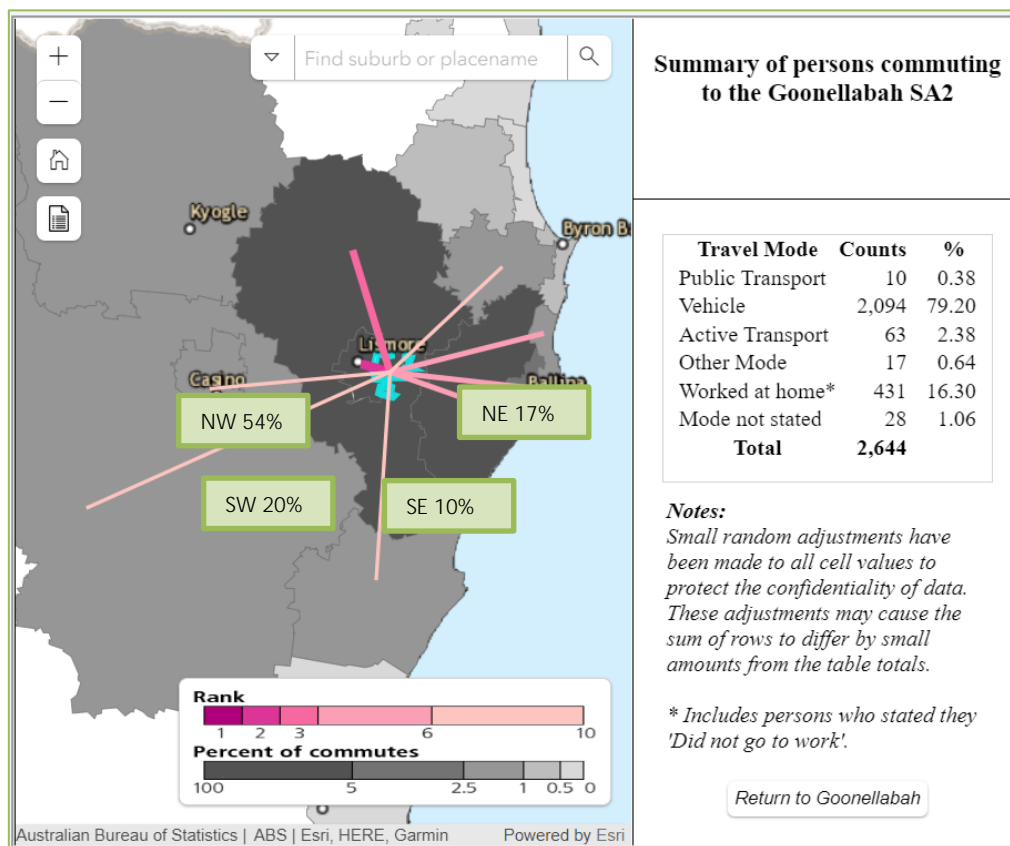 +
−
Find suburb or placename
Kyogle
Byron B
Lismore
Casino
Ballina
NW 54%
NE 17%
SW 20%
SE 10%
Rank
1 2 3 6 10
Percent of commutes
100 5 2.5 1 0.5 0
Australian Bureau of Statistics | ABS | Esri, HERE, Garmin Powered by Esri
Summary of persons commuting
to the Goonellabah SA2
Travel Mode Counts %
Public Transport 10 0.38
Vehicle 2,094 79.20
Active Transport 63 2.38
Other Mode 17 0.64
Worked at home* 431 16.30
Mode not stated 28 1.06
Total 2,644
Notes:
Small random adjustments have
been made to all cell values to
protect the confidentiality of data.
These adjustments may cause the
sum of rows to differ by small
amounts from the table totals.
* Includes persons who stated they
'Did not go to work'.
Return to Goonellabah